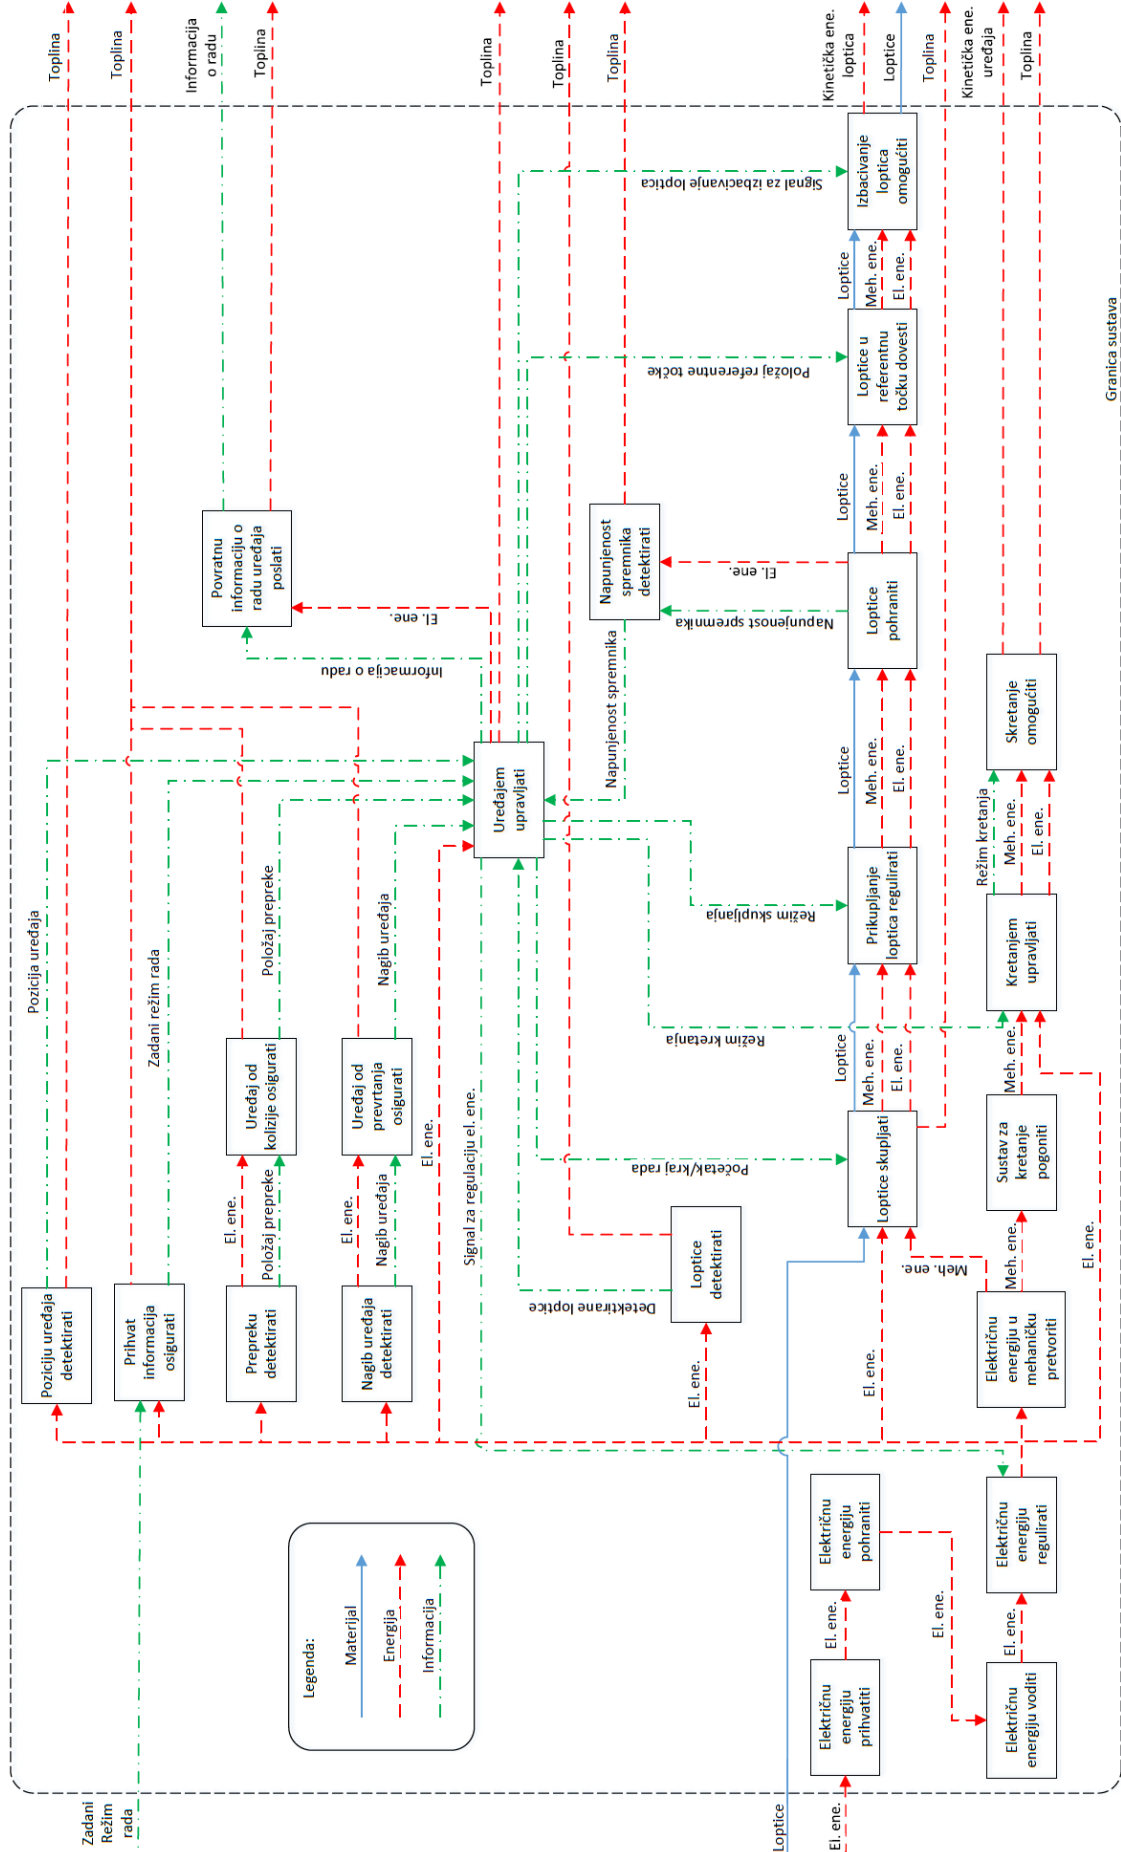 Zadani
Režim
rada
Loptice
El. ene.
Legenda:
Materijal
Energija
Informacija
Električnu
energiju
prihvatiti
El. ene.
Električnu
energiju
pohraniti
El. ene.
Električnu
energiju voditi
El. ene.
Električnu
energiju
regulirati
Poziciju uređaja
detektirati
Prihvat
informacija
osigurati
Prepreku
detektirati
Nagib uređaja
detektirati
El. ene.
Položaj prepreke
El. ene.
Nagib uređaja
Uređaj od
kolizije osigurati
Uređaj od
prevrtanja
osigurati
Pozicija uređaja
Zadani režim rada
Položaj prepreke
Nagib uređaja
El. ene.
Signal za regulaciju el. ene.
El. ene.
Loptice
detektirati
Detektirane loptice
Početak/kraj rada
El. ene.
Loptice skupljati
Meh. ene.
Električnu
energiju u
mehaničku
pretvoriti
Meh. ene.
Sustav za
kretanje
pogoniti
El. ene.
Meh. ene.
Kretanjem
upravljati
Režim kretanja
Režim skupljanja
Loptice
Meh. ene.
El. ene.
Prikupljanje
loptica regulirati
Režim kretanja
Meh. ene.
El. ene.
Skretanje
omogućiti
Uređajem
upravljati
Loptice
Meh. ene.
El. ene.
Loptice
pohraniti
Napunjenost spremnika
Napunjenost spremnika
El. ene.
Napunjenost
spremnika
detektirati
Informacija o radu
El. ene.
Povratnu
informaciju o
radu uređaja
poslati
Loptice
Meh. ene.
El. ene.
Loptice u
referentnu
točku dovesti
Položaj referentne točke
Loptice
Meh. ene.
El. ene.
Izbacivanje
loptica
omogućiti
Signal za izbacivanje loptica
Toplina
Toplina
Informacija
o radu
Toplina
Toplina
Toplina
Toplina
Kinetička ene.
loptica
Loptice
Toplina
Kinetička ene.
uređaja
Toplina
Granica sustava